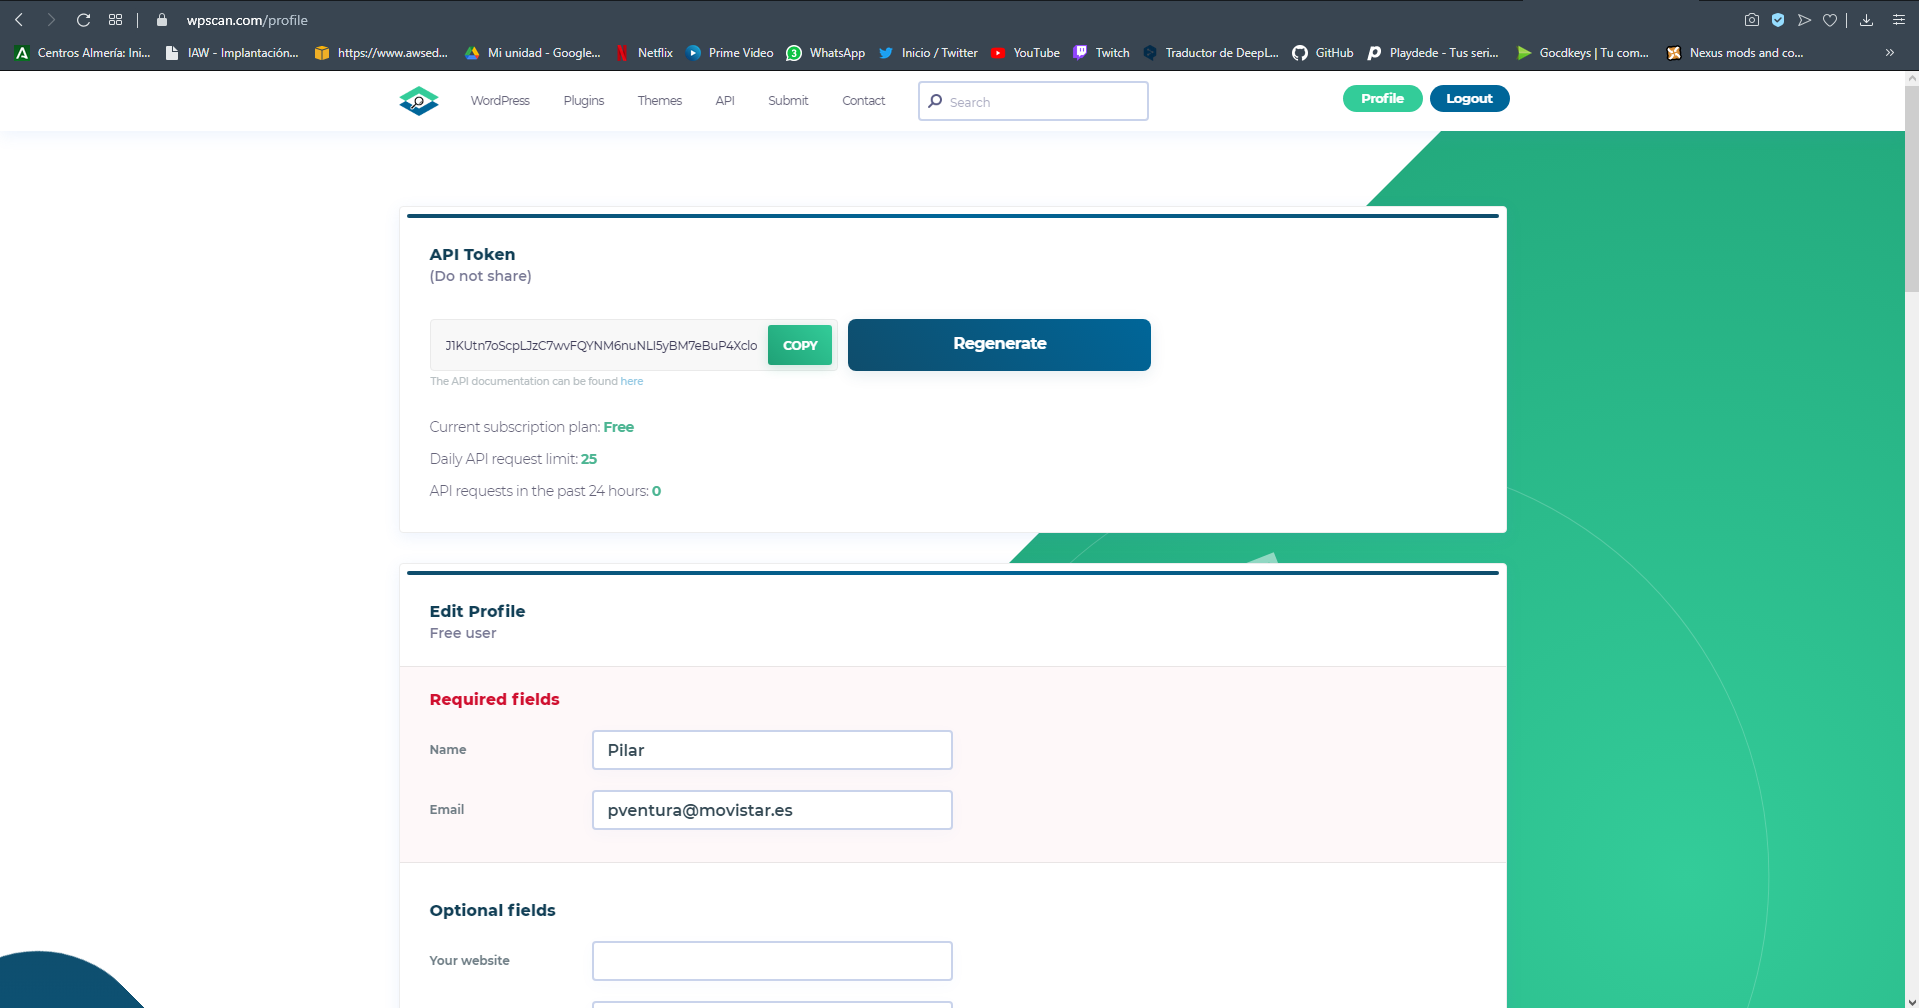 wpscan.com/profile
Centros Almería: Ini... IAW - Implantación... https://www.awsed... Mi unidad - Google... Netflix Prime Video WhatsApp Inicio / Twitter YouTube Twitch Traductor de DeepL... GitHub Playdede - Tus seri... Gocdkeys | Tu com... Nexus mods and co... »
WordPress Plugins Themes API Submit Contact Search Profile Logout
API Token
(Do not share)
J1KUtn7oScpLJzC7wvFQYNM6nuNLI5yBM7eBuP4Xclo COPY Regenerate
The API documentation can be found here
Current subscription plan: Free
Daily API request limit: 25
API requests in the past 24 hours: 0
Edit Profile
Free user
Required fields
Name Pilar
Email pventura@movistar.es
Optional fields
Your website